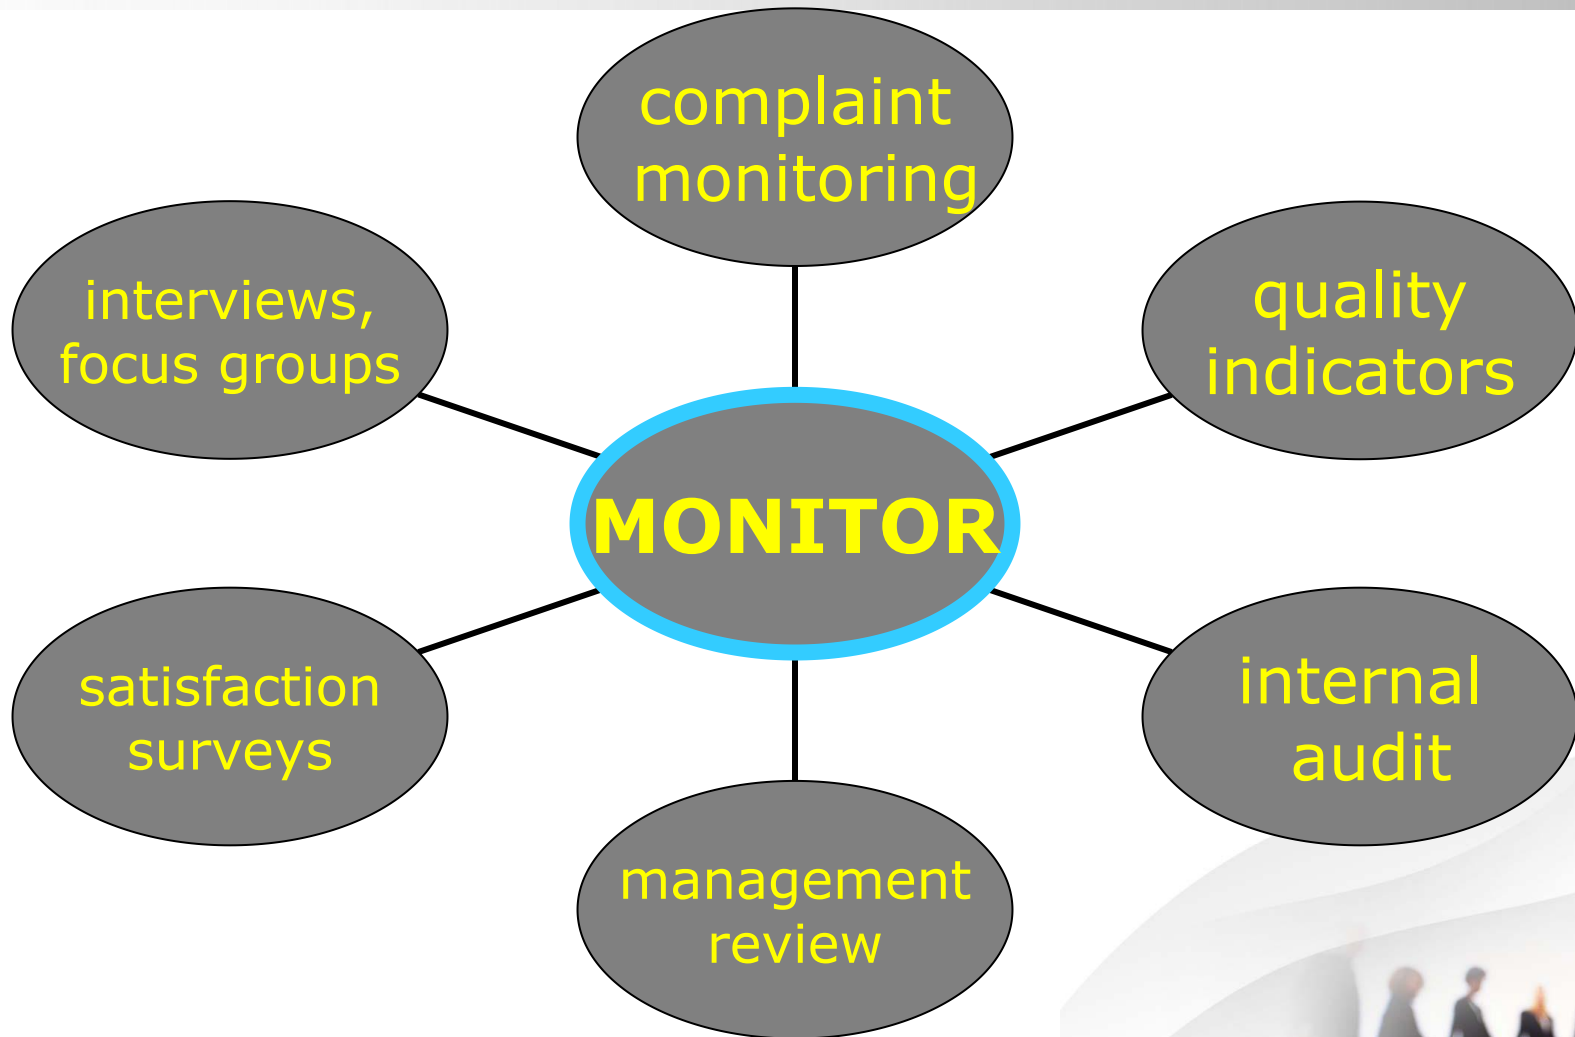 complaint
monitoring
quality
indicators
internal
audit
management
review
satisfaction
surveys
interviews,
focus groups
MONITOR